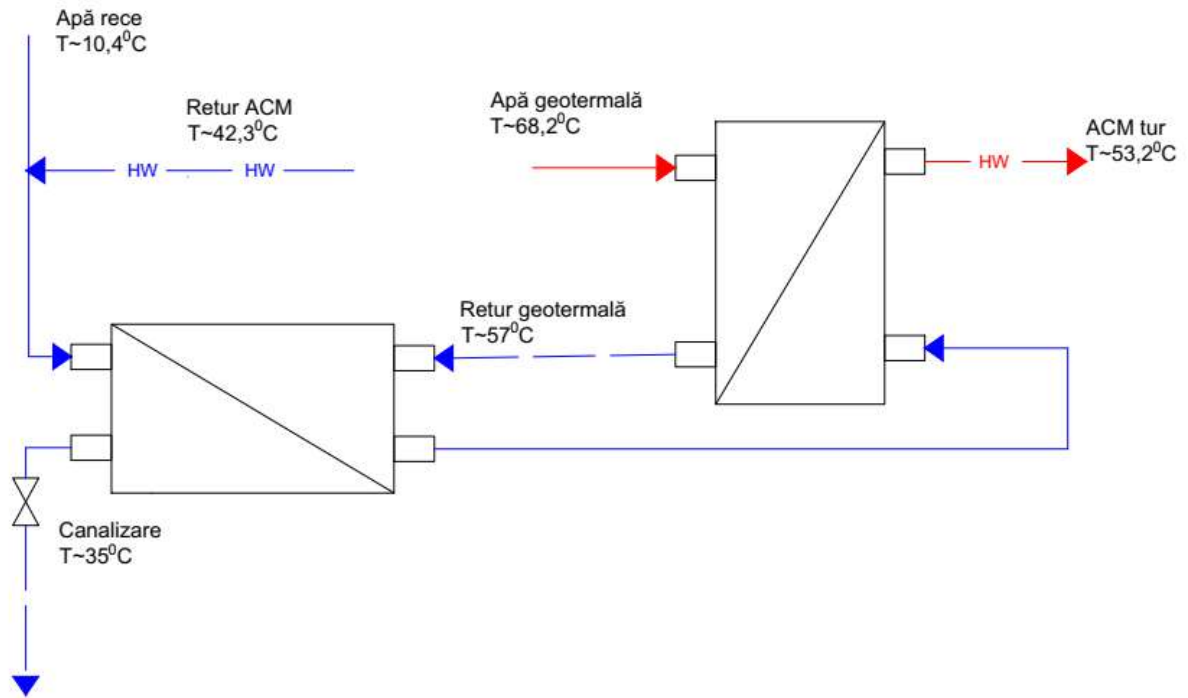 Apă rece
T~10,4⁰C
Retur ACM
T~42,3⁰C
HW
HW
Apă geotermală
T~68,2⁰C
ACM tur
T~53,2⁰C
HW
Retur geotermală
T~57⁰C
Canalizare
T~35⁰C